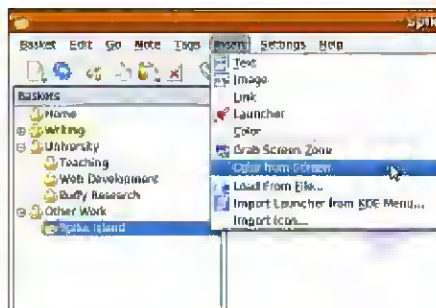 Spik
Basket Edit Go Note Tags Insert Settings Help
Baskets
Home
Writing
University
Teaching
Web Development
Buffy Research
Other Work
Spike Island
Text
Image
Link
Launcher
Color
Grab Screen Zone
Color from Screen
Load From File...
Import Launcher from KDE Menu...
Import Icon...